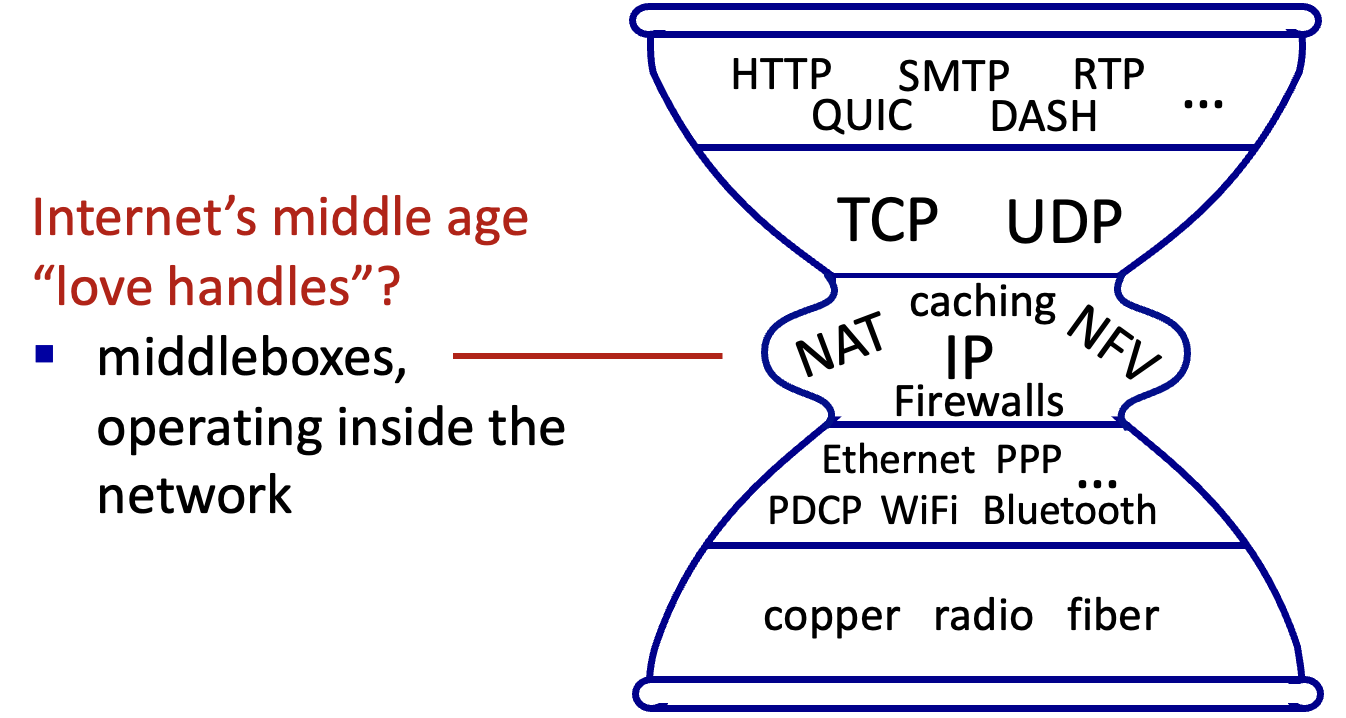 Internet’s middle age
“love handles”?
▪ middleboxes,
operating inside the
network
HTTP SMTP RTP
QUIC DASH ...
TCP UDP
caching
NAT IP NFV
Firewalls
Ethernet PPP ...
PDCP WiFi Bluetooth
copper radio fiber